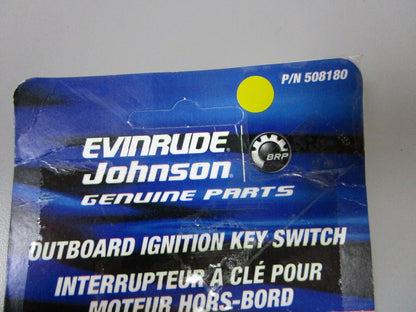 P/N 508180
EVINRUDE
Johnson
BRP
GENUINE PARTS
OUTBOARD IGNITION KEY SWITCH
INTERRUPTEUR À CLÉ POUR
MOTEUR HORS-BORD